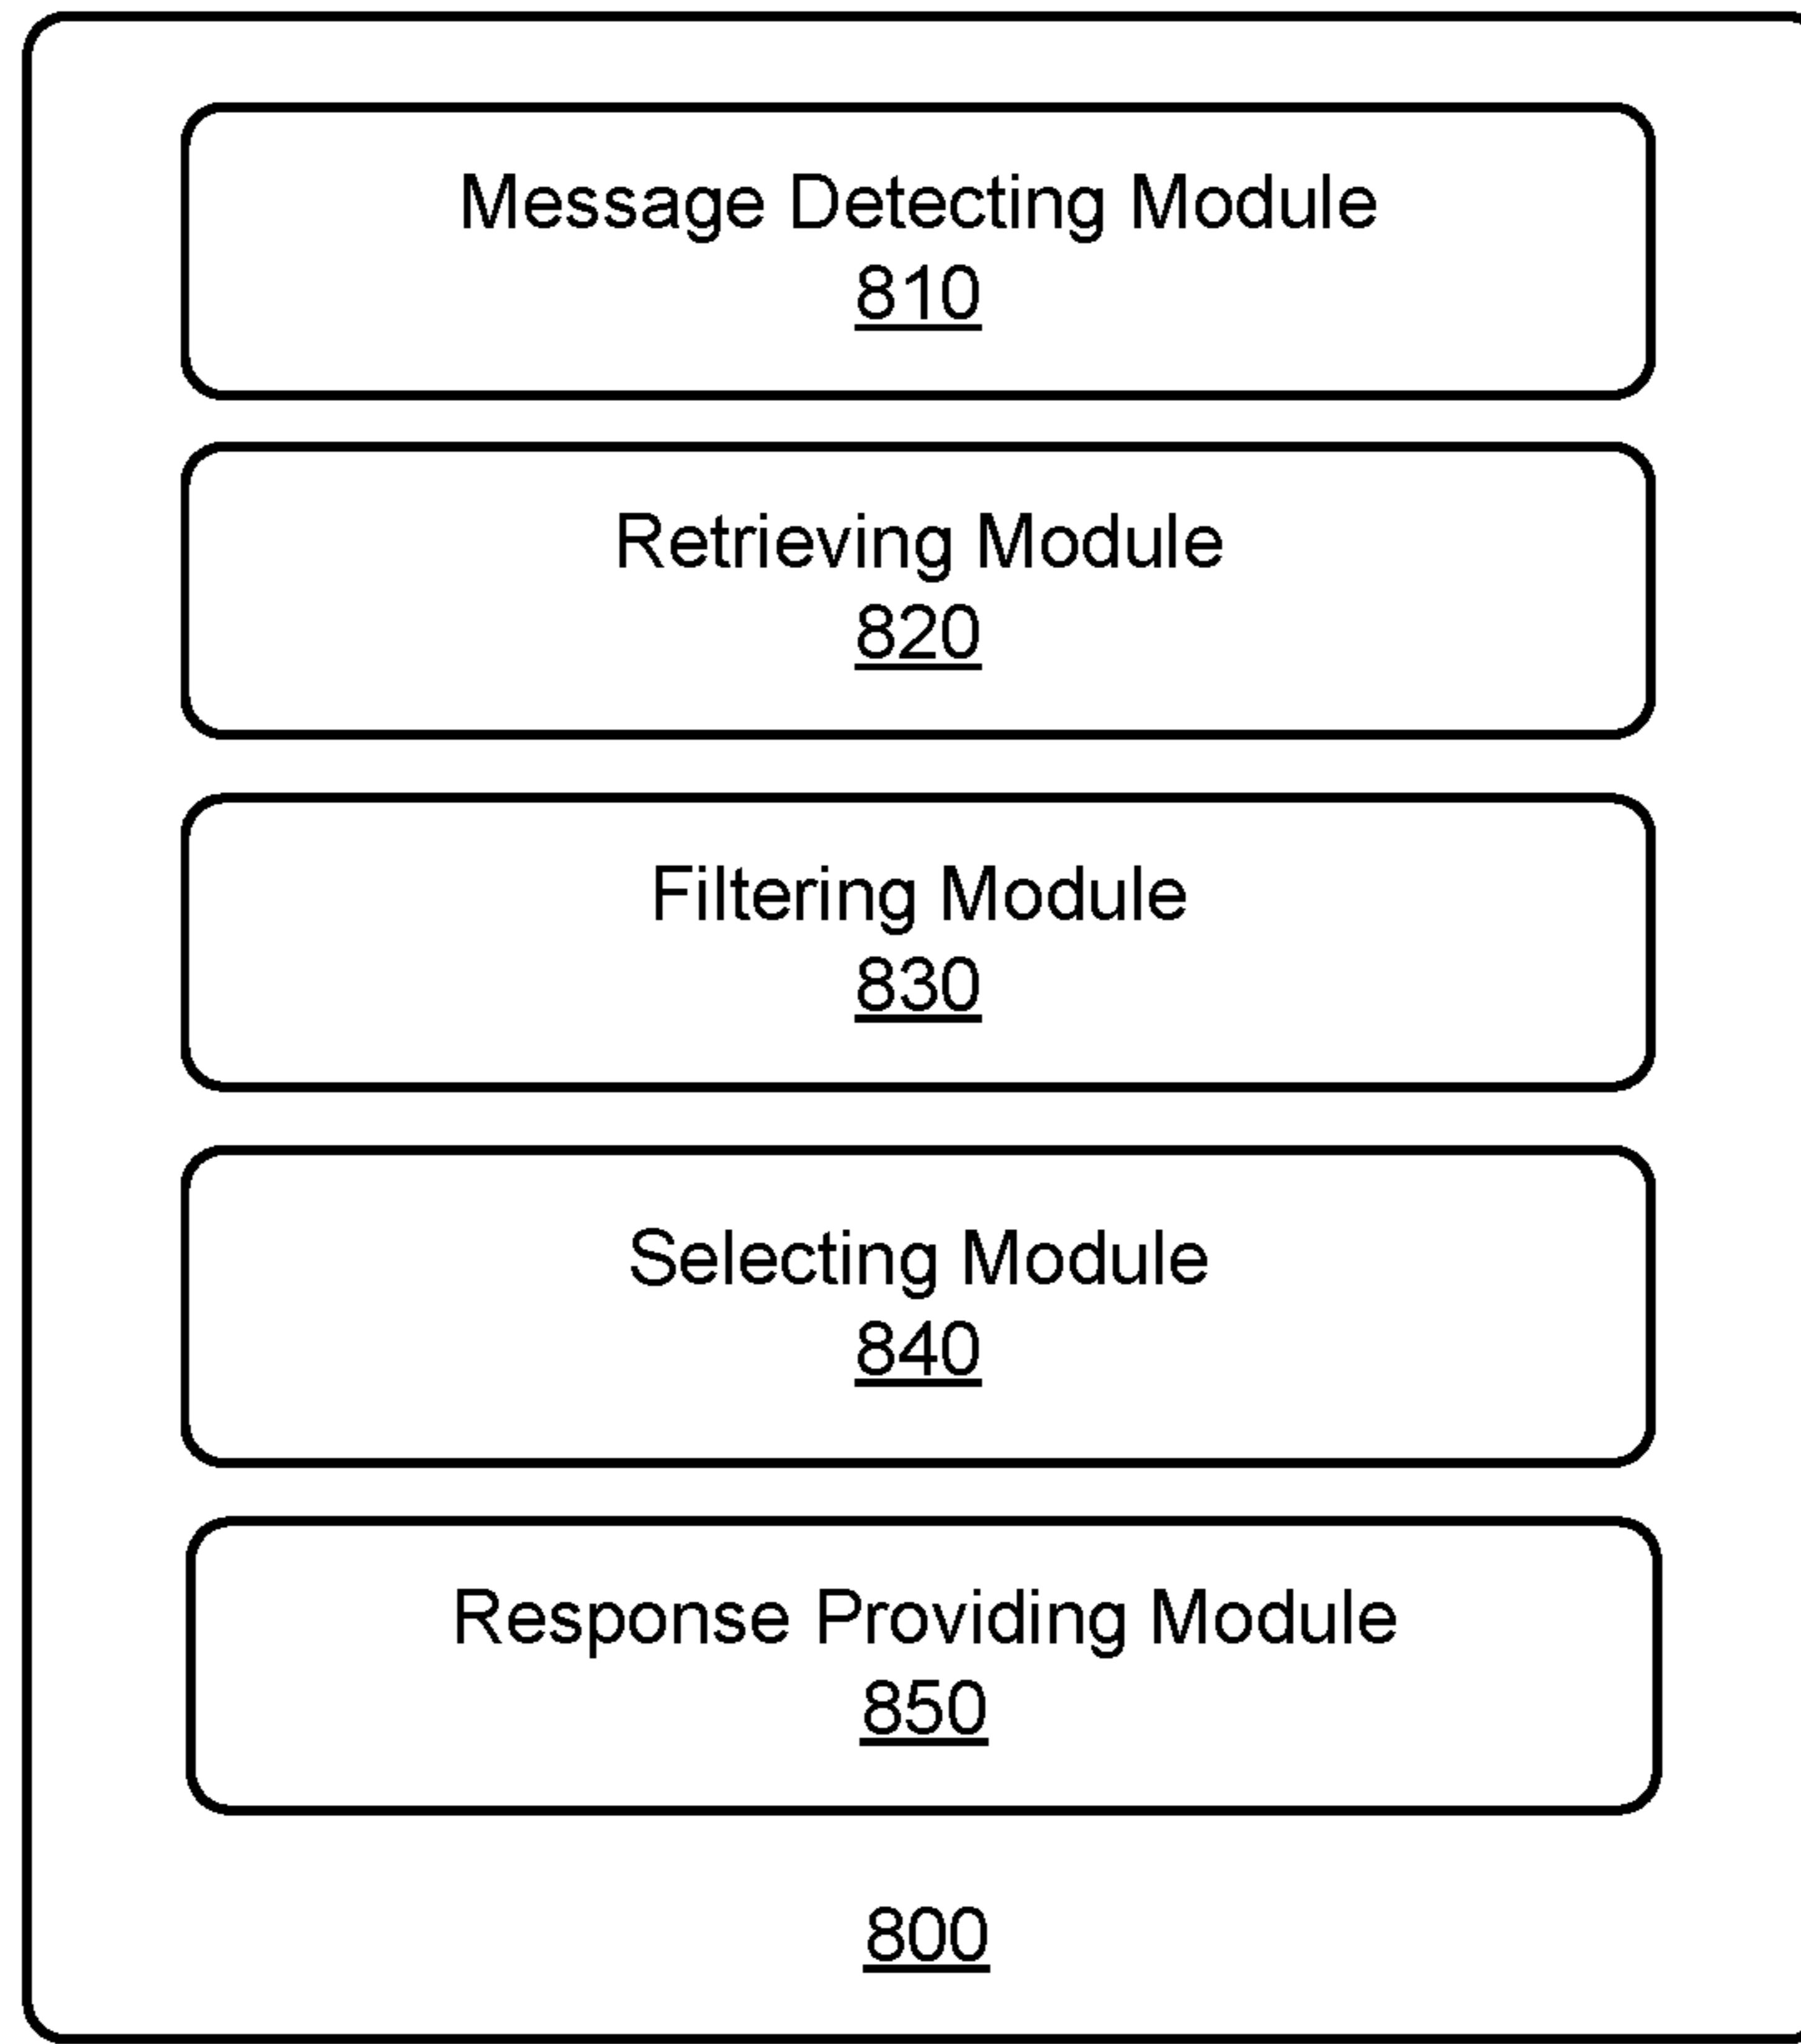 Message Detecting Module
810
Retrieving Module
820
Filtering Module
830
Selecting Module
840
Response Providing Module
850
800